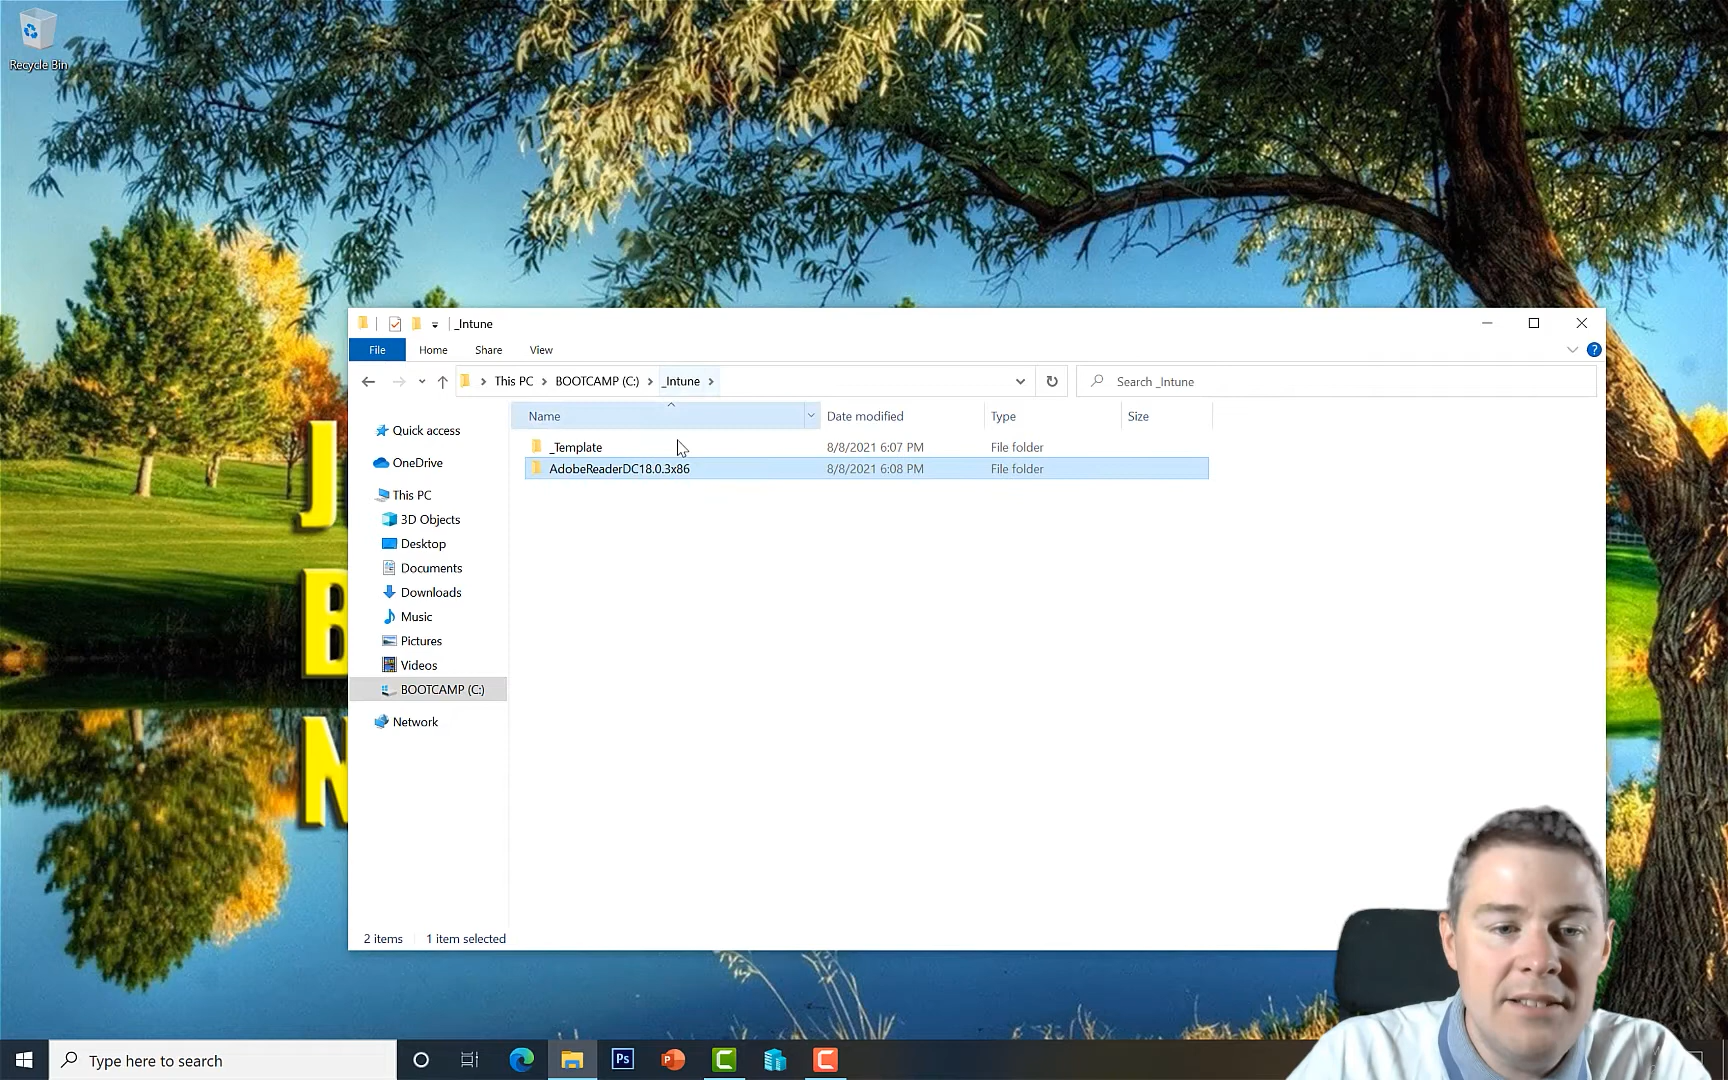 Recycle Bin
_Intune
File Home Share View
This PC BOOTCAMP (C:) _Intune
Search _Intune
Name Date modified Type Size
_Template 8/8/2021 6:07 PM File folder
AdobeReaderDC18.0.3x86 8/8/2021 6:08 PM File folder
Quick access
OneDrive
This PC
3D Objects
Desktop
Documents
Downloads
Music
Pictures
Videos
BOOTCAMP (C:)
Network
J
B
N
2 items 1 item selected
Type here to search
Ps